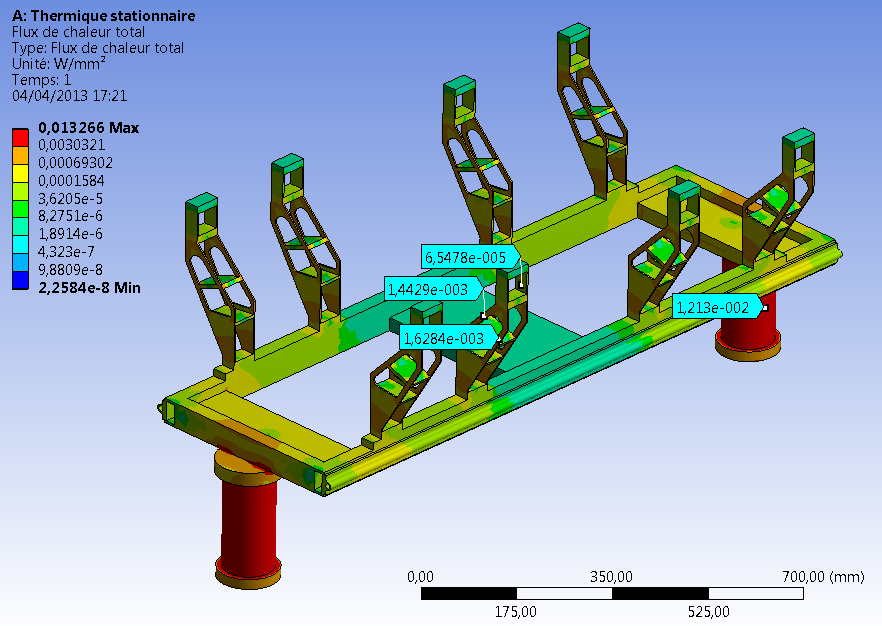 A: Thermique stationnaire
Flux de chaleur total
Type: Flux de chaleur total
Unité: W/mm²
Temps: 1
04/04/2013 17:21
0,013266 Max
0,0030321
0,00069302
0,0001584
3,6205e-5
8,2751e-6
1,8914e-6
4,323e-7
9,8809e-8
2,2584e-8 Min
6,5478e-005
1,4429e-003
1,213e-002
1,6284e-003
0,00 350,00 700,00 (mm)
175,00 525,00